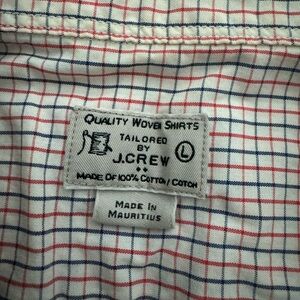 QUALITY WOVEN SHIRTS
TAILORED
BY
J.CREW
L
MADE OF 100% COTTON / COTON
MADE IN
MAURITIUS